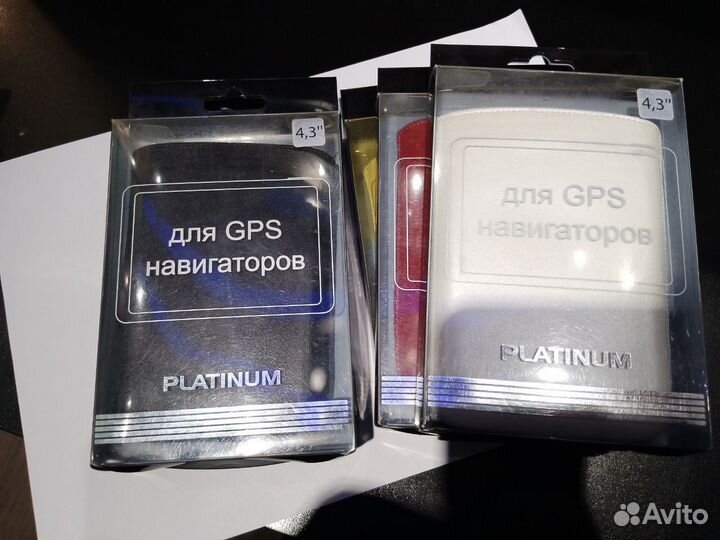 4,3"
для GPS
навигаторов
PLATINUM
4,3"
для GPS
навигаторов
PLATINUM
Avito